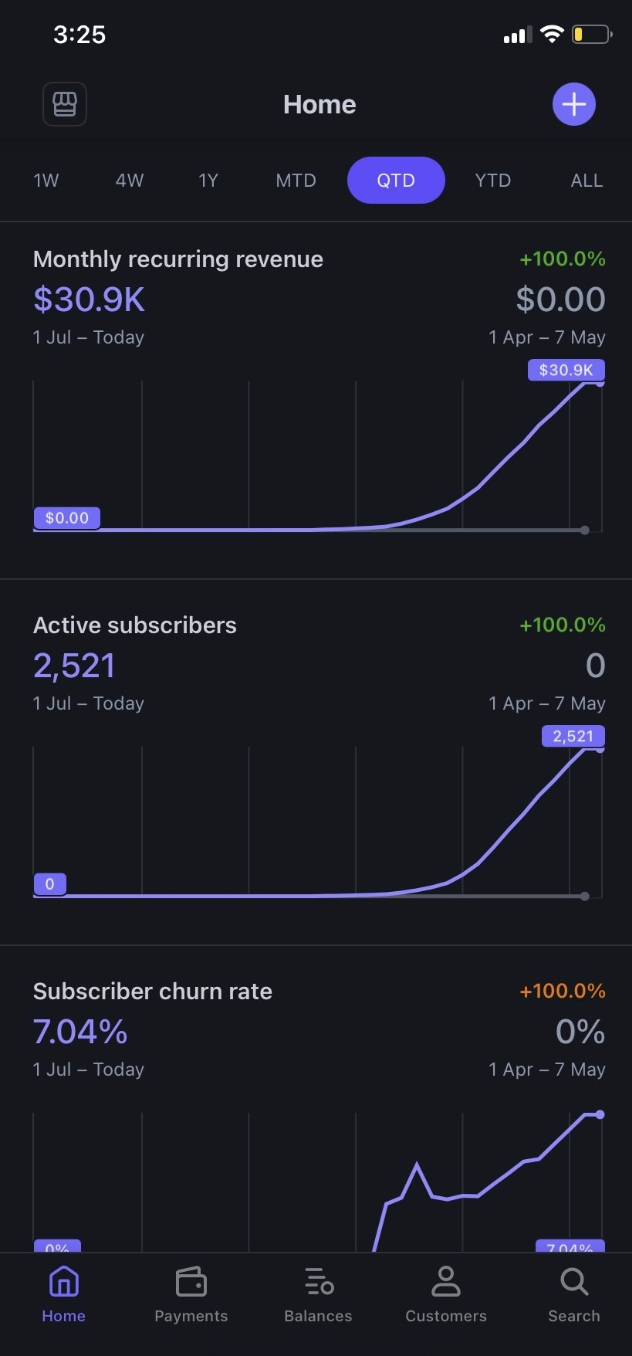 3:25
Home
1W 4W 1Y MTD QTD YTD ALL
Monthly recurring revenue +100.0%
$30.9K $0.00
1 Jul – Today 1 Apr – 7 May
$30.9K
$0.00
Active subscribers +100.0%
2,521 0
1 Jul – Today 1 Apr – 7 May
2,521
0
Subscriber churn rate +100.0%
7.04% 0%
1 Jul – Today 1 Apr – 7 May
0% 7.04%
Home Payments Balances Customers Search